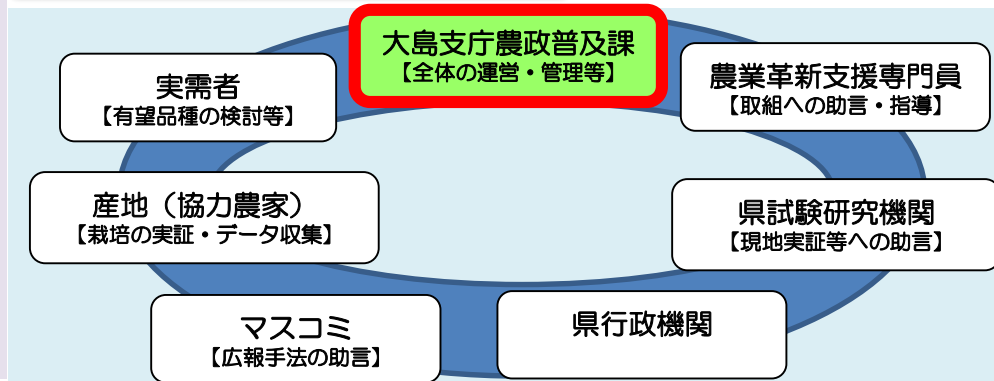 大島支庁農政普及課
【全体の運営・管理等】
実需者
【有望品種の検討等】
農業革新支援専門員
【取組への助言・指導】
産地（協力農家）
【栽培の実証・データ収集】
県試験研究機関
【現地実証等への助言】
マスコミ
【広報手法の助言】
県行政機関